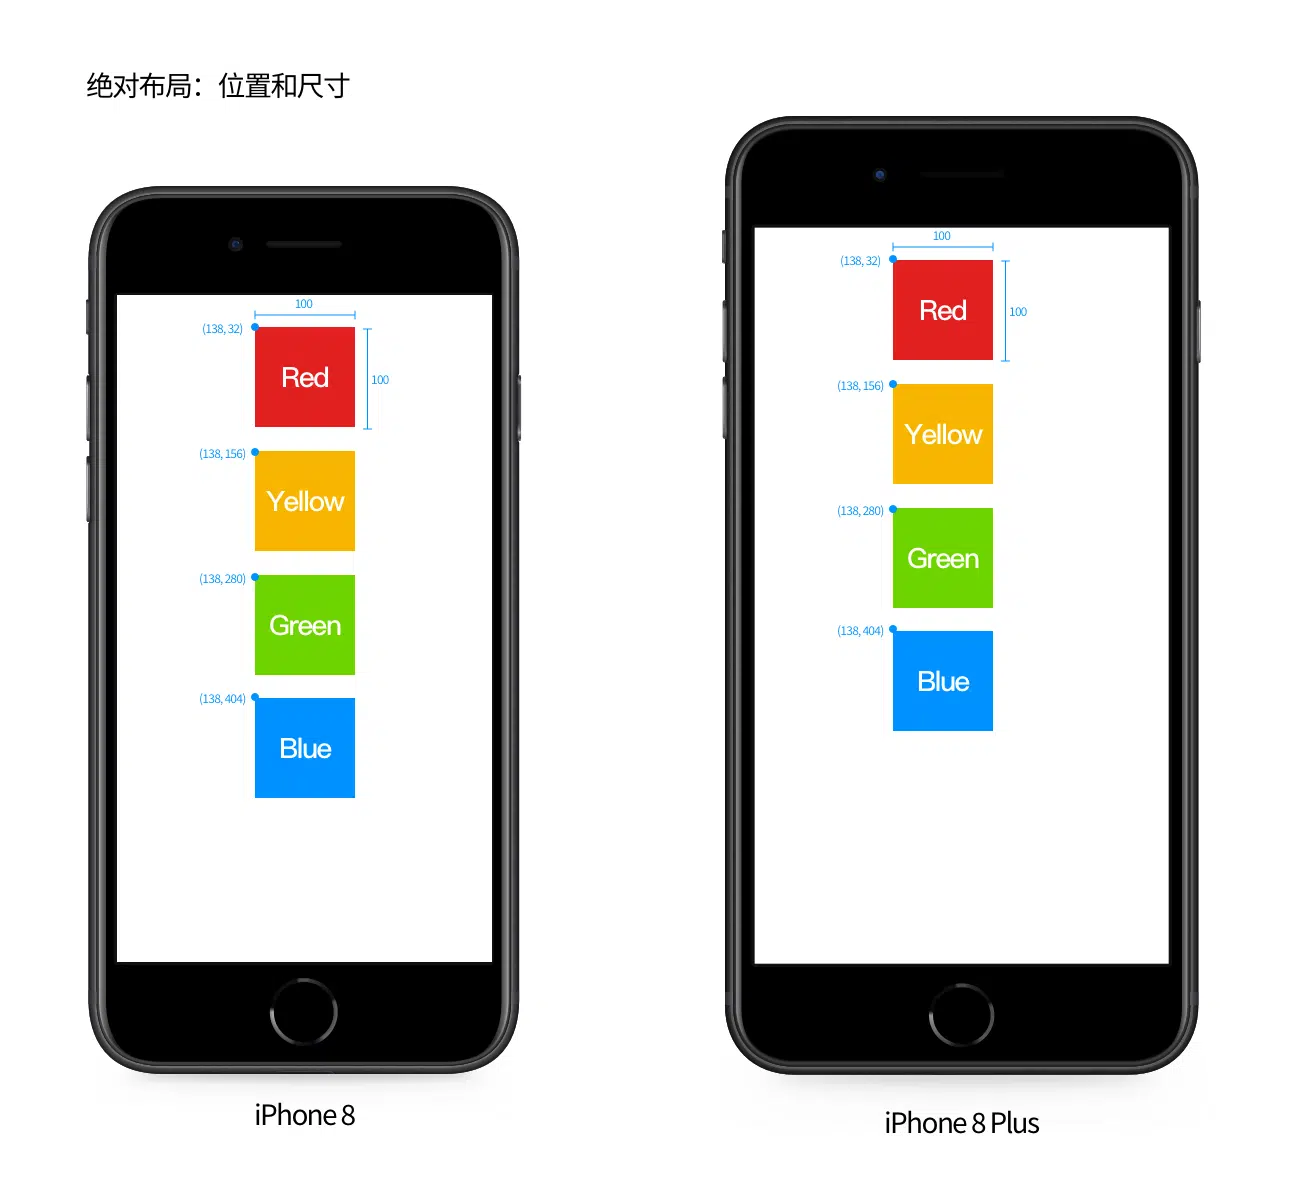 绝对布局：位置和尺寸
100
(138, 32)
Red
100
(138, 156)
Yellow
(138, 280)
Green
(138, 404)
Blue
iPhone 8
100
(138, 32)
Red
100
(138, 156)
Yellow
(138, 280)
Green
(138, 404)
Blue
iPhone 8 Plus